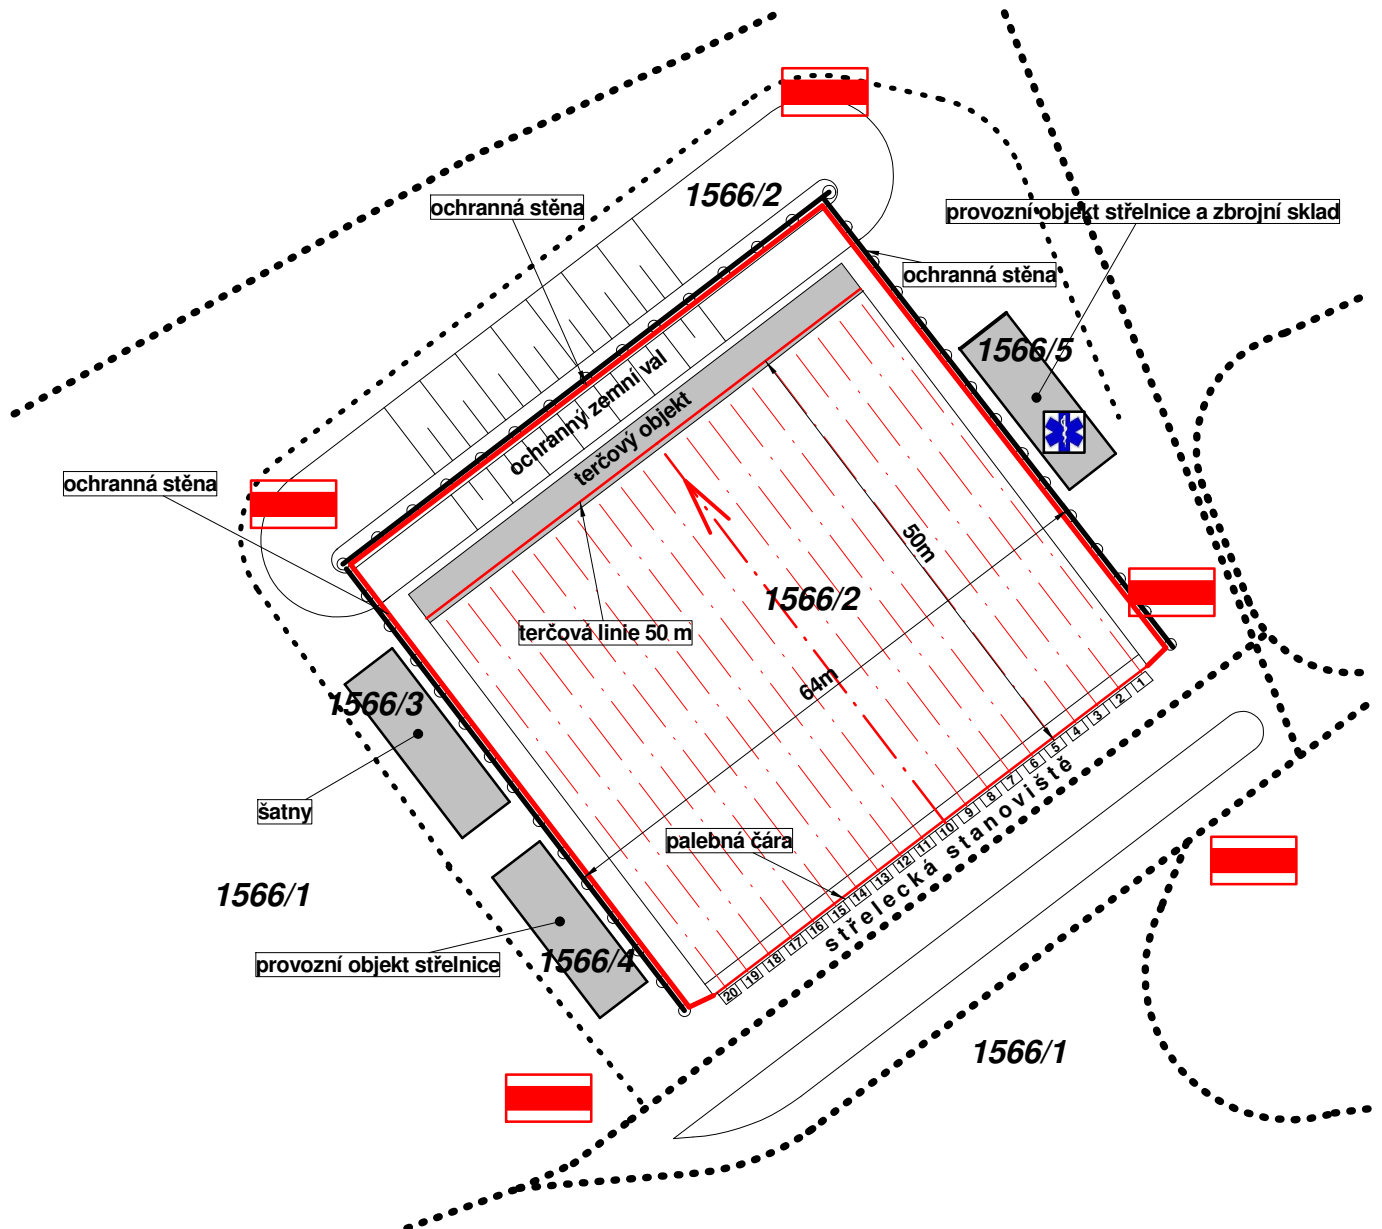 1566/2
ochranná stěna
provozní objekt střelnice a zbrojní sklad
ochranná stěna
1566/5
ochranný zemní val
terčový objekt
ochranná stěna
50m
1566/2
terčová linie 50 m
64m
1566/3
šatny
palebná čára
1 2 3 4 5 6 7 8 9 10 11 12 13 14 15 16 17 18 19 20
střelecká stanoviště
1566/1
provozní objekt střelnice
1566/4
1566/1